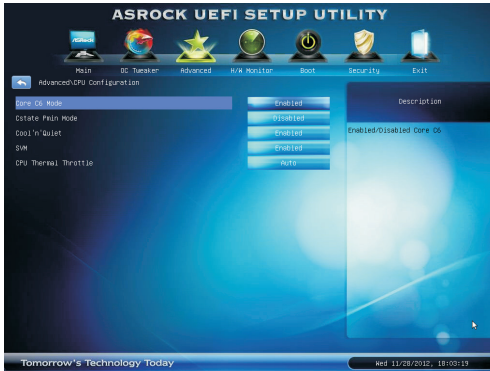 ASROCK UEFI SETUP UTILITY
ASRock
Main OC Tweaker Advanced H/W Monitor Boot Security Exit
Advanced\CPU Configuration
Core C6 Mode Enabled
Cstate Pmin Mode Disabled
Cool'n'Quiet Enabled
SVM Enabled
CPU Thermal Throttle Auto
Description
Enabled/Disabled Core C6
Tomorrow's Technology Today
Wed 11/28/2012, 18:03:19